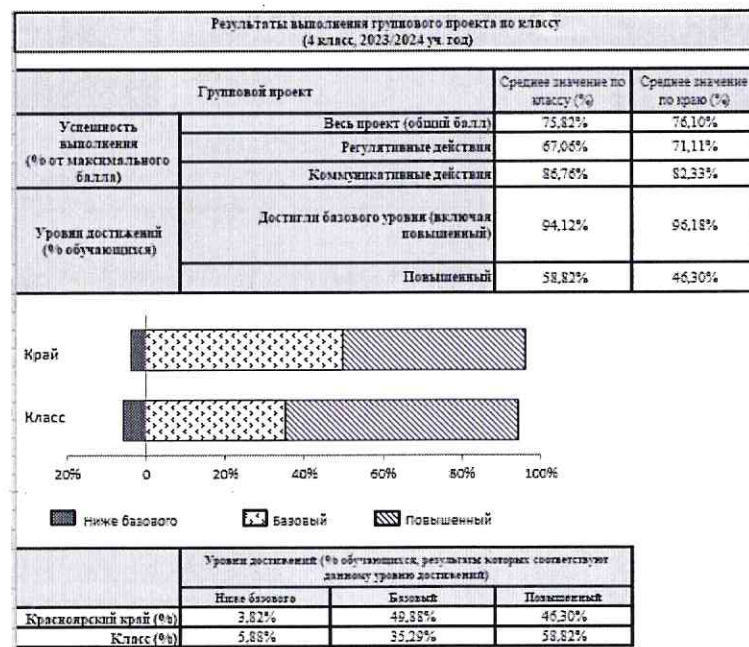 Результаты выполнения группового проекта по классу
(4 класс, 2023/2024 уч. год)
Групповой проект
Среднее значение по классу (%)
Среднее значение по краю (%)
Успешность выполнения (% от максимального балла)
Весь проект (общий балл) 75,82% 76,10%
Регулятивные действия 67,06% 71,11%
Коммуникативные действия 86,76% 82,33%
Уровни достижений (% обучающихся)
Достигли базового уровня (включая повышенный) 94,12% 96,18%
Повышенный 58,82% 46,30%
Край
Класс
20% 0 20% 40% 60% 80% 100%
Ниже базового Базовый Повышенный
Уровни достижений (% обучающихся, результаты которых соответствуют
данному уровню достижений)
Ниже базового Базовый Повышенный
Красноярский край (%) 3,82% 49,88% 46,30%
Класс (%) 5,88% 35,29% 58,82%